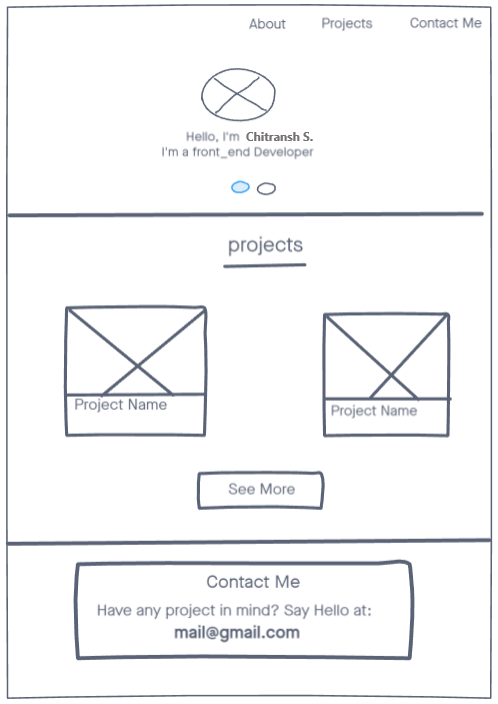 About Projects Contact Me
Hello, I'm Chitransh S.
I'm a front_end Developer
projects
Project Name
Project Name
See More
Contact Me
Have any project in mind? Say Hello at:
mail@gmail.com